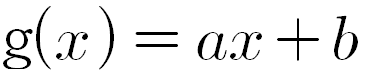 g(x) = ax + b